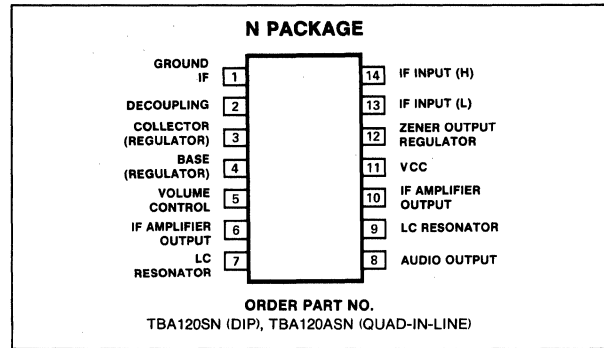 N PACKAGE
GROUND
IF
1
DECOUPLING
2
COLLECTOR
(REGULATOR)
3
BASE
(REGULATOR)
4
VOLUME
CONTROL
5
IF AMPLIFIER
OUTPUT
6
LC
RESONATOR
7
14
IF INPUT (H)
13
IF INPUT (L)
12
ZENER OUTPUT
REGULATOR
11
VCC
10
IF AMPLIFIER
OUTPUT
9
LC RESONATOR
8
AUDIO OUTPUT
ORDER PART NO.
TBA120SN (DIP), TBA120ASN (QUAD-IN-LINE)